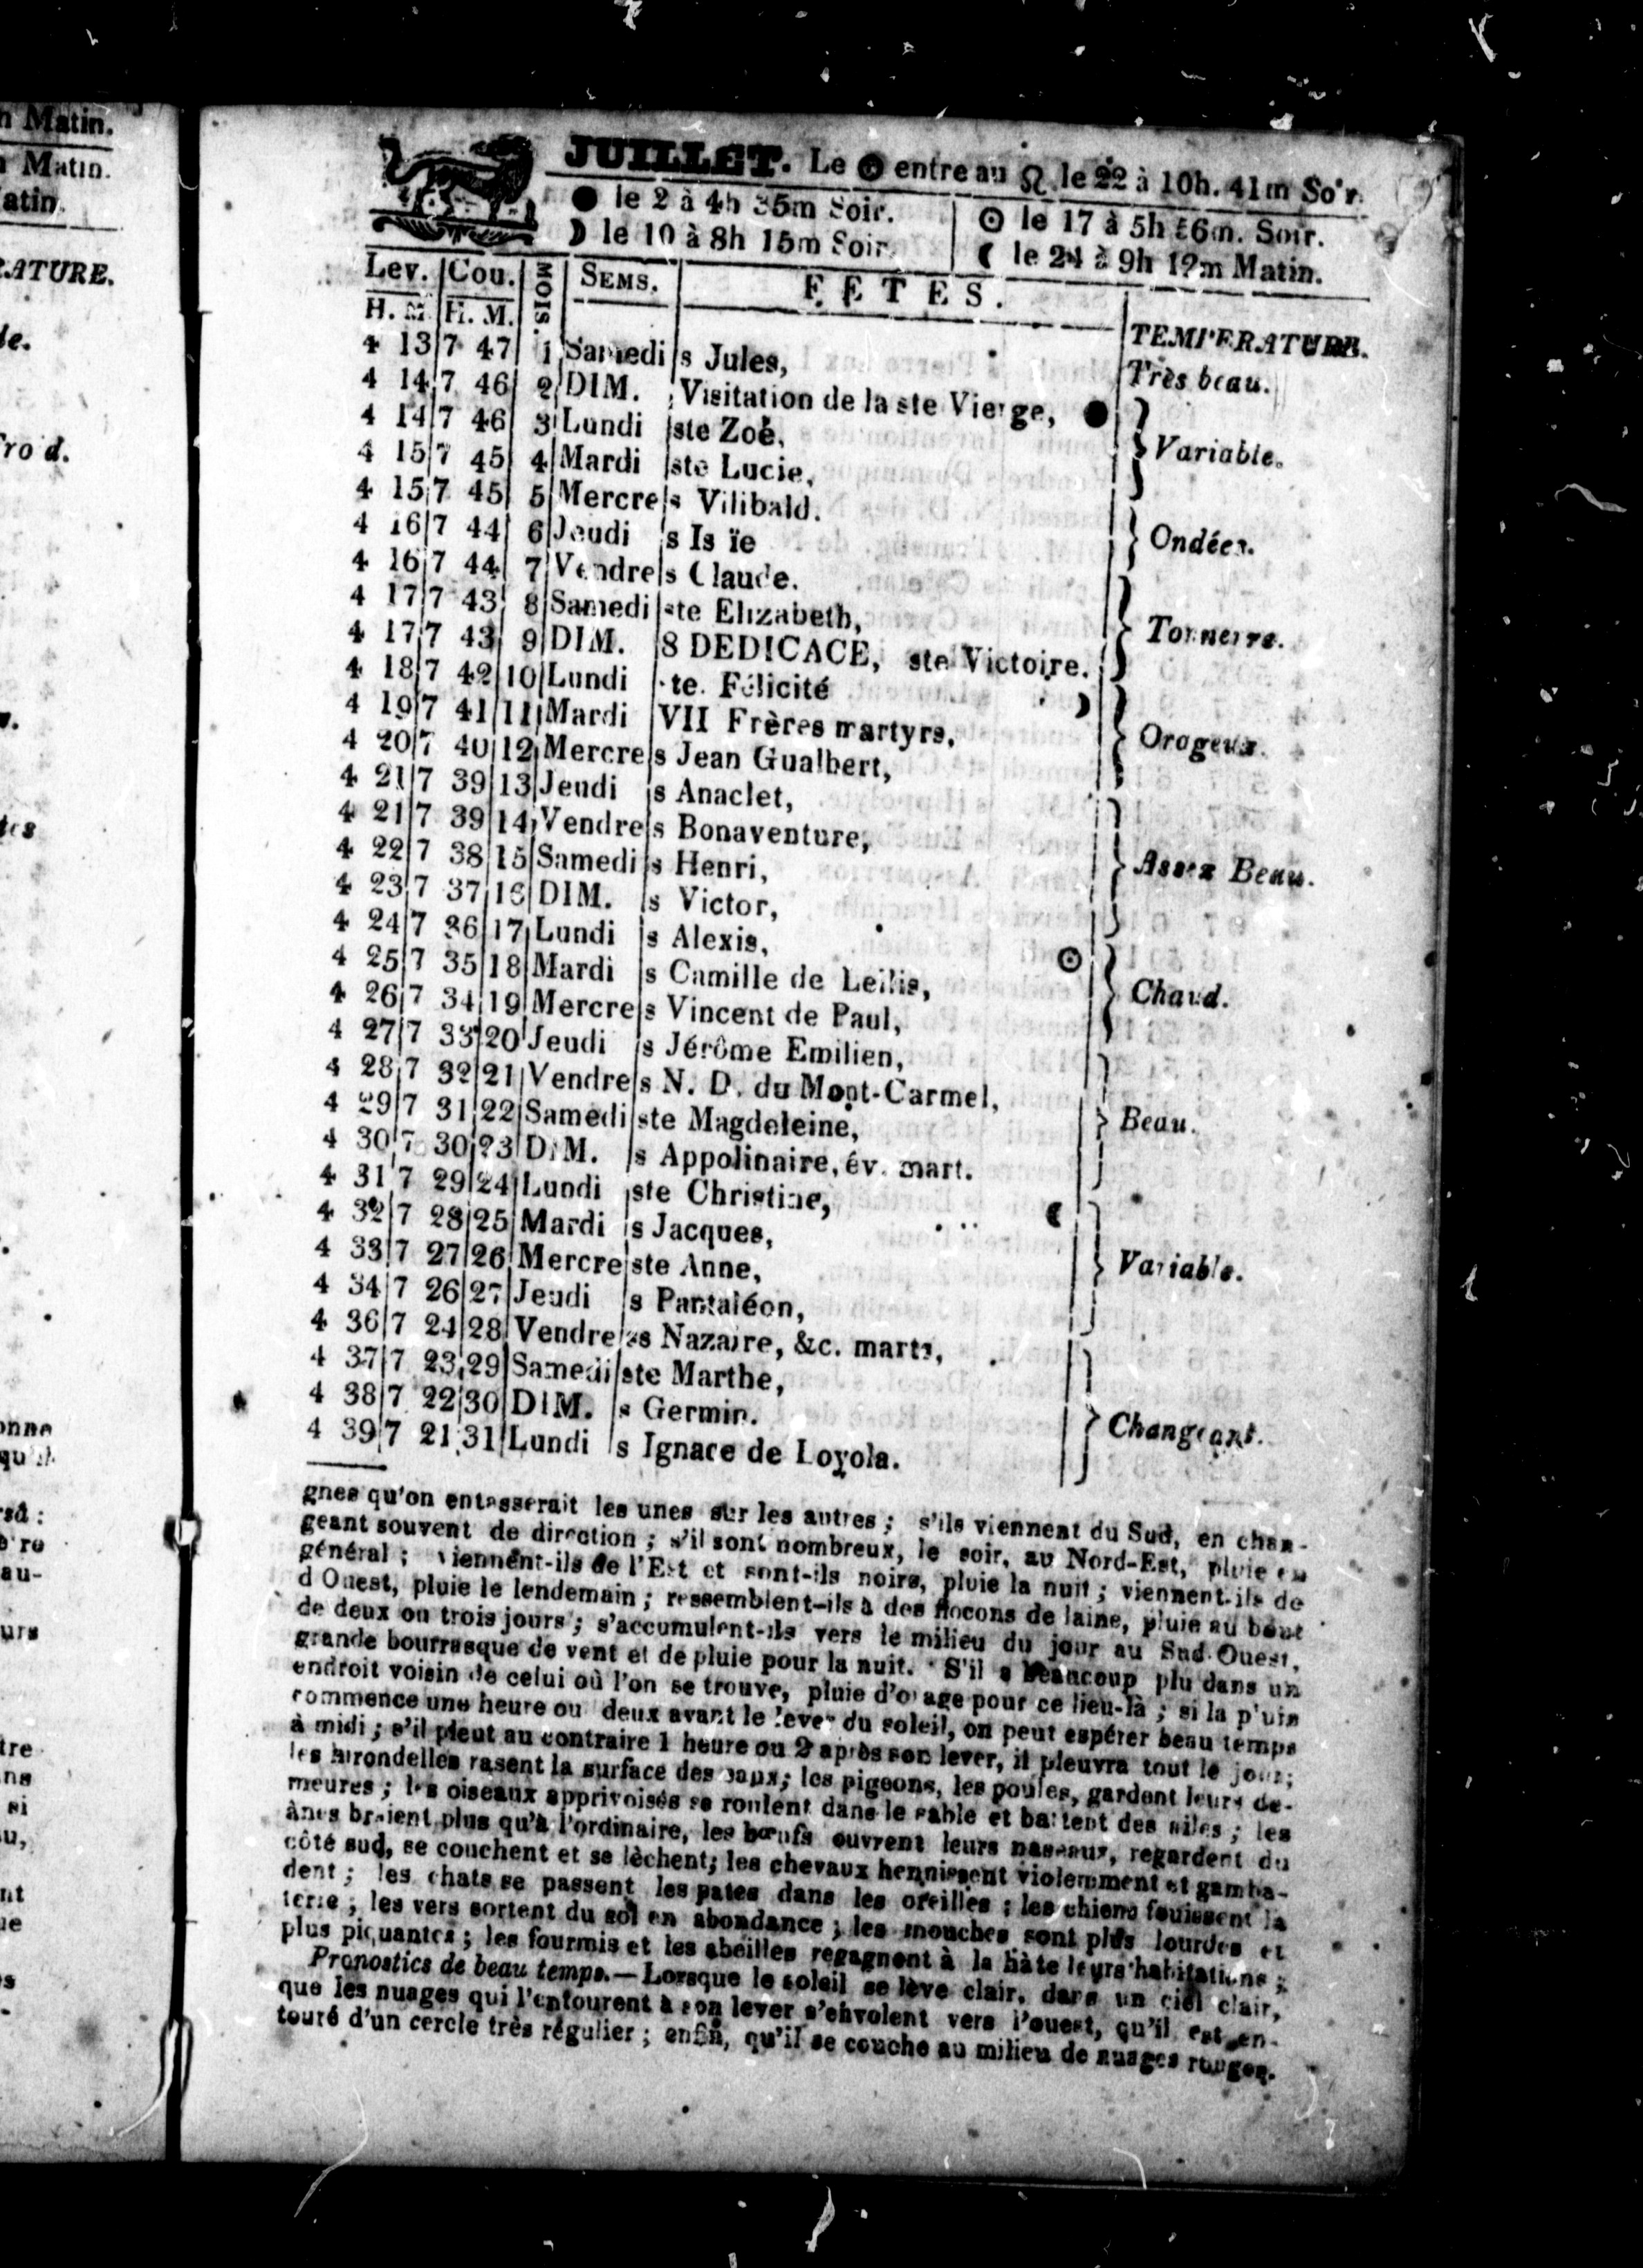 n Matin.
Matin.
atin.
RATURE.
le.
roid.
tes
onne
qu'il
sd :
au-
urs
tre
ns
si
u,
nt
ue
s
JUILLET. Le ☉ entre au ♌ le 22 à 10h. 41m Soir.
● le 2 à 4h 35m Soir. ☉ le 17 à 5h 56m. Soir.
☽ le 10 à 8h 15m Soir. ☾ le 24 à 9h 12m Matin.
Lev. Cou. MOIS. SEMS. FETES. TEMPERATURE.
H. M. H. M.
4 13 7 47 1 Samedi s Jules, Très beau.
4 14 7 46 2 DIM. Visitation de la ste Vierge, ●
4 14 7 46 3 Lundi ste Zoé, Variable.
4 15 7 45 4 Mardi ste Lucie,
4 15 7 45 5 Mercre s Vilibald.
4 16 7 44 6 Jeudi s Is ïe Ondées.
4 16 7 44 7 Vendre s Claude.
4 17 7 43 8 Samedi ste Elizabeth,
4 17 7 43 9 DIM. 8 DEDICACE, ste Victoire. Tonnerre.
4 18 7 42 10 Lundi ste. Félicité ☽
4 19 7 41 11 Mardi VII Frères martyrs,
4 20 7 40 12 Mercre s Jean Gualbert, Orageux.
4 21 7 39 13 Jeudi s Anaclet,
4 21 7 39 14 Vendre s Bonaventure,
4 22 7 38 15 Samedi s Henri, Assez Beau.
4 23 7 37 16 DIM. s Victor,
4 24 7 36 17 Lundi s Alexis, ☉
4 25 7 35 18 Mardi s Camille de Lellis,
4 26 7 34 19 Mercre s Vincent de Paul, Chaud.
4 27 7 33 20 Jeudi s Jérôme Emilien,
4 28 7 32 21 Vendre s N. D. du Mont-Carmel,
4 29 7 31 22 Samedi ste Magdeleine, Beau.
4 30 7 30 23 DIM. s Appolinaire, év. mart.
4 31 7 29 24 Lundi ste Christine, ☾
4 32 7 28 25 Mardi s Jacques,
4 33 7 27 26 Mercre ste Anne, Variable.
4 34 7 26 27 Jeudi s Pantaléon,
4 36 7 24 28 Vendre ss Nazaire, &c. marts,
4 37 7 23 29 Samedi ste Marthe,
4 38 7 22 30 DIM. s Germin. Changeant.
4 39 7 21 31 Lundi s Ignace de Loyola.
gnes qu'on entasserait les unes sur les autres ; s'ils viennent du Sud, en chan-
geant souvent de direction ; s'il sont nombreux, le soir, au Nord-Est, pluie en
général ; viennent-ils de l'Est et sont-ils noirs, pluie la nuit ; viennent-ils de
d Ouest, pluie le lendemain ; ressemblent-ils à des flocons de laine, pluie au bout
de deux ou trois jours ; s'accumulent-ils vers le milieu du jour au Sud-Ouest,
grande bourrasque de vent et de pluie pour la nuit. S'il a beaucoup plu dans un
endroit voisin de celui où l'on se trouve, pluie d'orage pour ce lieu-là ; si la pluie
commence une heure ou deux avant le lever du soleil, on peut espérer beau temps
à midi ; s'il pleut au contraire 1 heure ou 2 après son lever, il pleuvra tout le jour ;
les hirondelles rasent la surface des eaux ; les pigeons, les poules, gardent leurs de-
meures ; les oiseaux apprivoisés se roulent dans le sable et battent des ailes ; les
ânes braient plus qu'à l'ordinaire, les bœufs ouvrent leurs naseaux, regardent du
côté sud, se couchent et se lèchent ; les chevaux hennissent violemment et gamba-
dent ; les chats se passent les pates dans les oreilles ; les chiens fouissent la
terre ; les vers sortent du sol en abondance ; les mouches sont plus lourdes et
plus piquantes ; les fourmis et les abeilles regagnent à la hâte leurs habitations ;
Pronostics de beau temps.—Lorsque le soleil se lève clair, dans un ciel clair,
que les nuages qui l'entourent à son lever s'envolent vers l'ouest, qu'il est en-
touré d'un cercle très régulier ; enfin, qu'il se couche au milieu de nuages rouges.